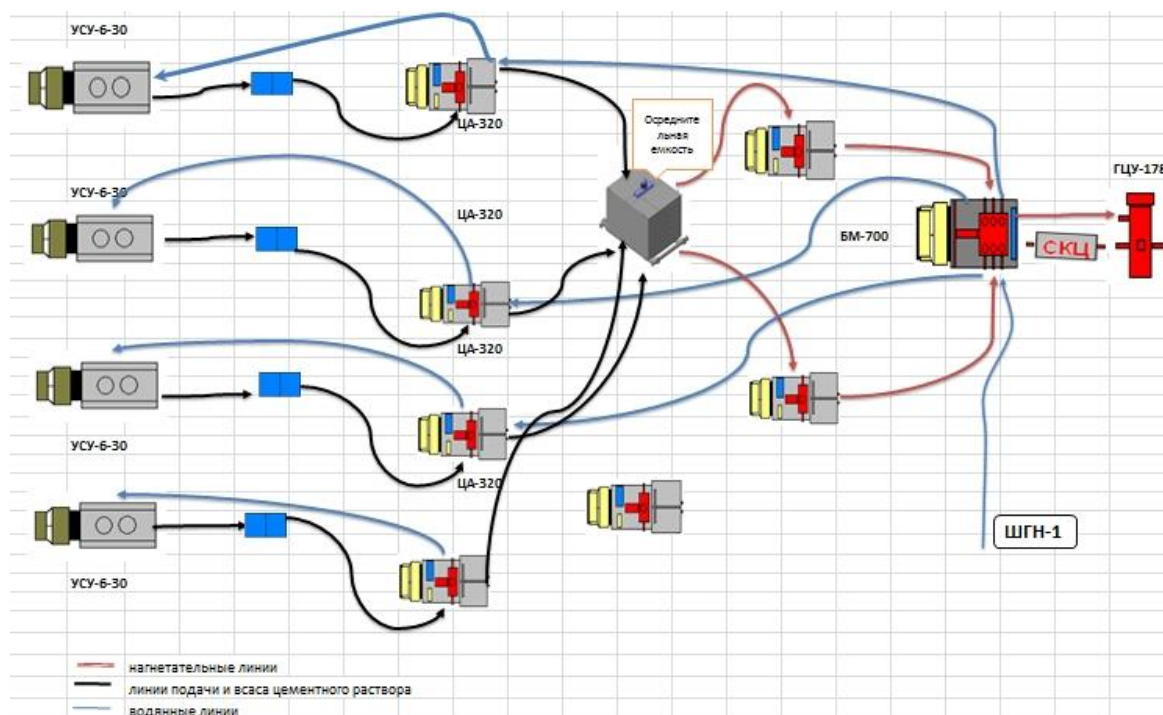 УСУ-6-30
ЦА-320
Осредните
льная
емкость
ГЦУ-178
УСУ-6-30
ЦА-320
БМ-700
СКЦ
ЦА-320
УСУ-6-30
ЦА-320
ШГН-1
УСУ-6-30
нагнетательные линии
линии подачи и всаса цементного раствора
водянные линии